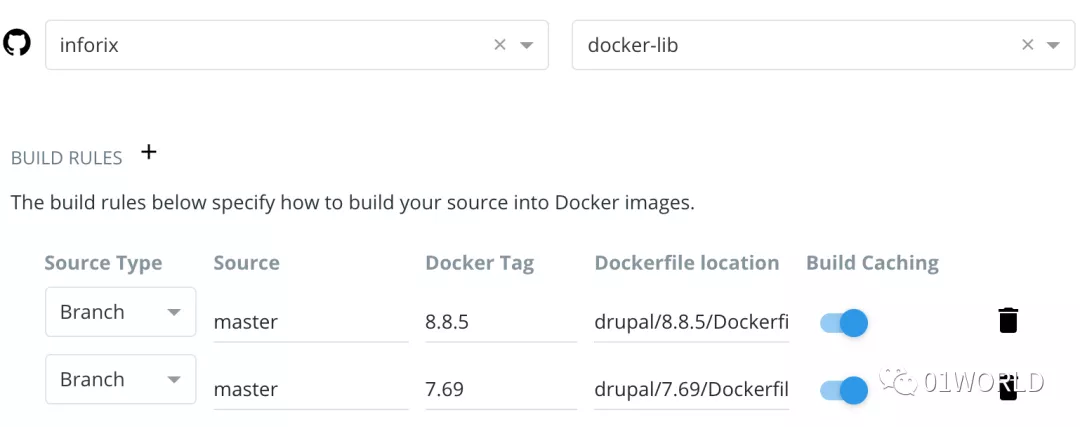 inforix docker-lib
BUILD RULES +
The build rules below specify how to build your source into Docker images.
Source Type Source Docker Tag Dockerfile location Build Caching
Branch master 8.8.5 drupal/8.8.5/Dockerfi
Branch master 7.69 drupal/7.69/Dockerfil
01WORLD